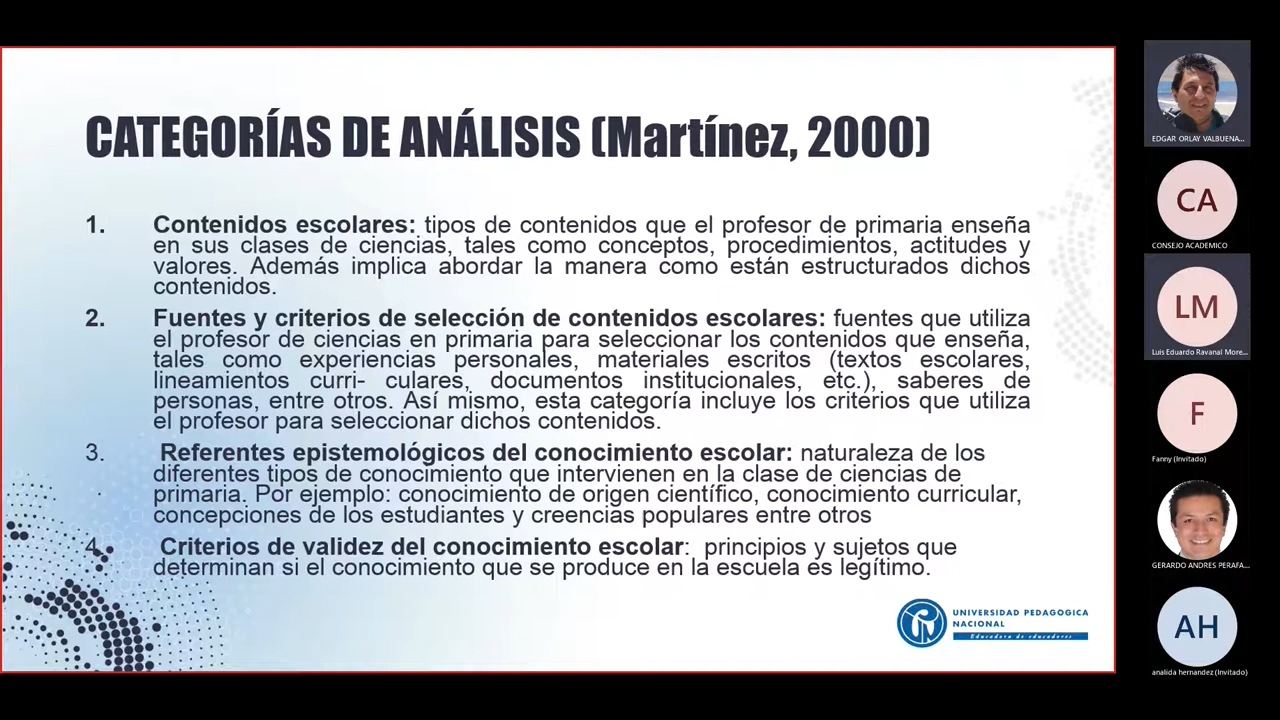 CATEGORÍAS DE ANÁLISIS (Martínez, 2000)
1. Contenidos escolares: tipos de contenidos que el profesor de primaria enseña
en sus clases de ciencias, tales como conceptos, procedimientos, actitudes y
valores. Además implica abordar la manera como están estructurados dichos
contenidos.
2. Fuentes y criterios de selección de contenidos escolares: fuentes que utiliza
el profesor de ciencias en primaria para seleccionar los contenidos que enseña,
tales como experiencias personales, materiales escritos (textos escolares,
lineamientos curri- culares, documentos institucionales, etc.), saberes de
personas, entre otros. Así mismo, esta categoría incluye los criterios que utiliza
el profesor para seleccionar dichos contenidos.
3. Referentes epistemológicos del conocimiento escolar: naturaleza de los
diferentes tipos de conocimiento que intervienen en la clase de ciencias de
primaria. Por ejemplo: conocimiento de origen científico, conocimiento curricular,
concepciones de los estudiantes y creencias populares entre otros
4. Criterios de validez del conocimiento escolar: principios y sujetos que
determinan si el conocimiento que se produce en la escuela es legítimo.
UNIVERSIDAD PEDAGOGICA
NACIONAL
Educadora de educadores
EDGAR ORLAY VALBUENA...
CA
CONSEJO ACADEMICO
LM
Luis Eduardo Ravanal More...
F
Fanny (Invitado)
GERARDO ANDRES PERAFA...
AH
analida hernandez (Invitado)